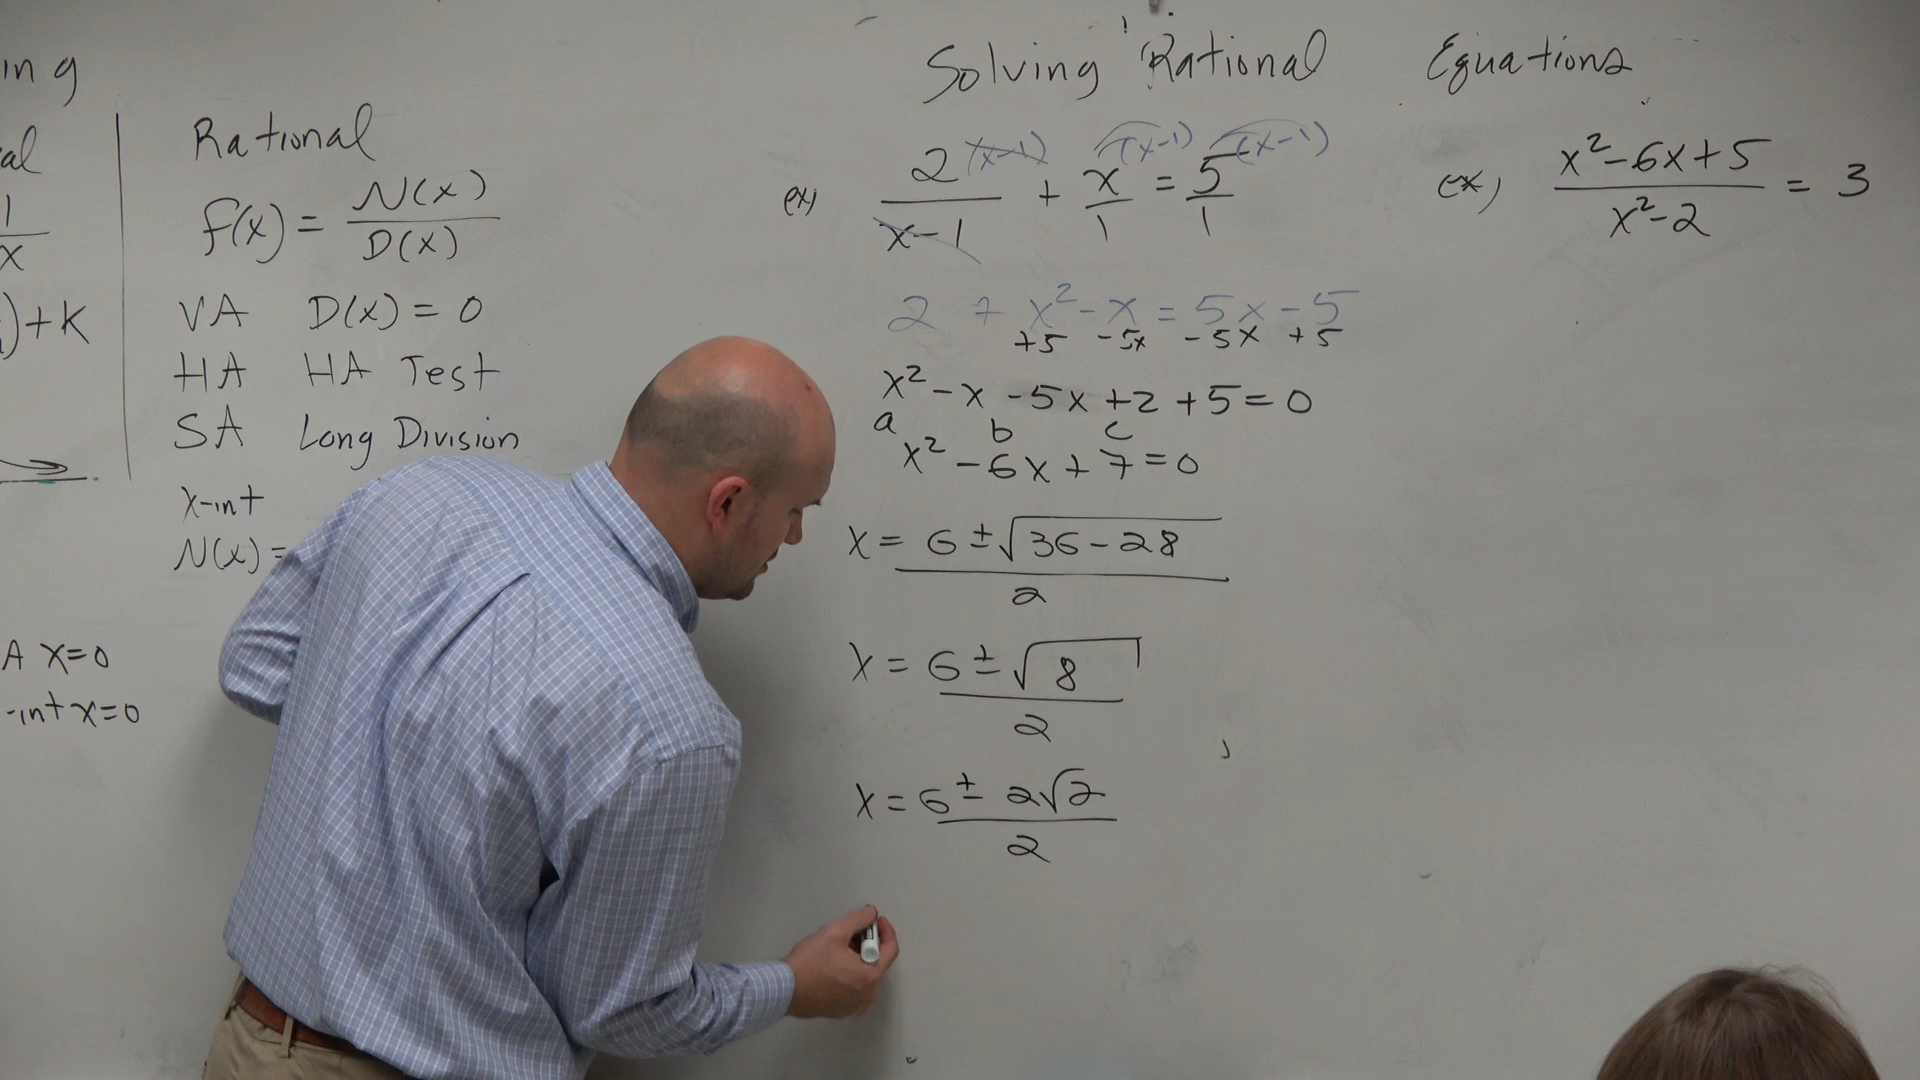 ing
al
1
x
)+K
A x=0
-int x=0
Rational
f(x) = N(x)/D(x)
VA D(x) = 0
HA HA Test
SA Long Division
x-int
N(x) =
Solving Rational Equations
ex) 2(x-1)/(x-1) + x(x-1)/1 = 5(x-1)/1
2 + x² - x = 5x - 5
+5 -5x -5x +5
x² - x - 5x + 2 + 5 = 0
a b c
x² - 6x + 7 = 0
x = 6 ± √36-28
2
x = 6 ± √8
2
x = 6 ± 2√2
2
ex) x²-6x+5 / x²-2 = 3